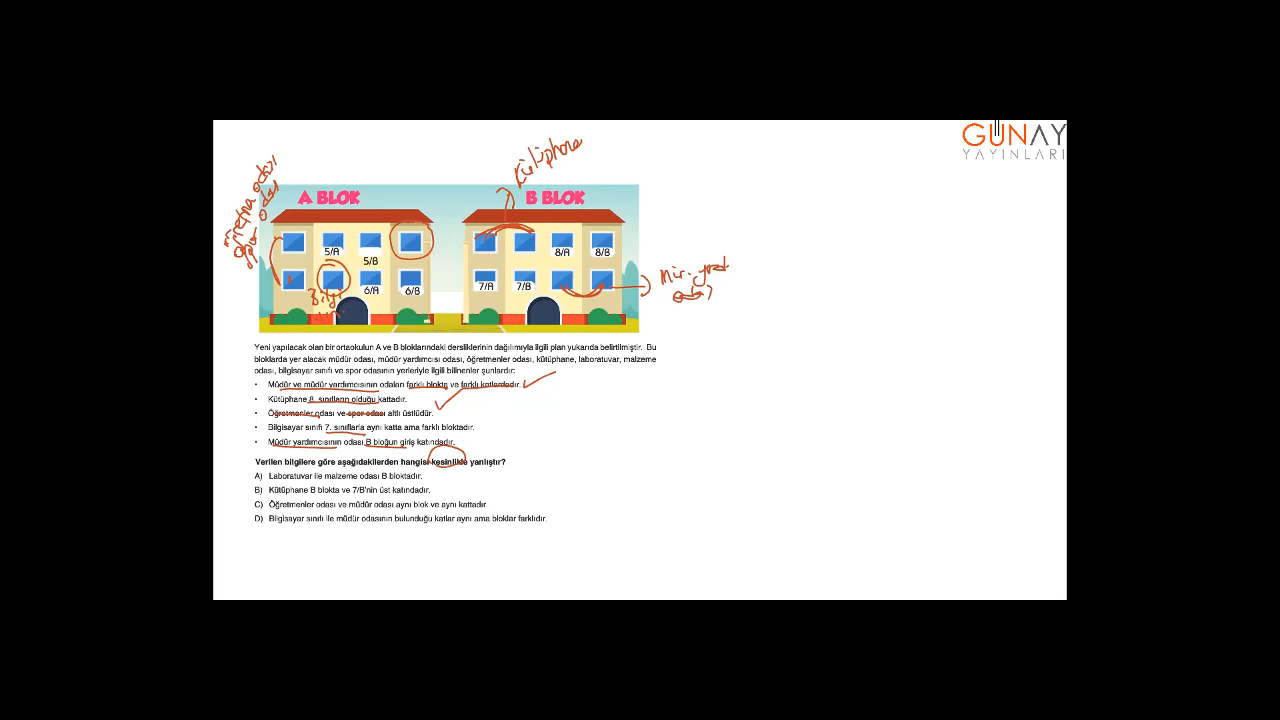 GÜNAY
YAYINLARI
Kütüphane
A BLOK
B BLOK
5/A
5/B
8/A
8/B
6/A
6/B
7/A
7/B
Bilgi
Yeni yapılacak olan bir ortaokulun A ve B bloklarındaki dersliklerinin dağılımıyla ilgili plan yukarıda belirtilmiştir. Bu
bloklarda yer alacak müdür odası, müdür yardımcısı odası, öğretmenler odası, kütüphane, laboratuvar, malzeme
odası, bilgisayar sınıfı ve spor odasının yerleriyle ilgili bilinenler şunlardır:
• Müdür ve müdür yardımcısının odaları farklı blokta ve farklı katlardadır.
• Kütüphane 8. sınıfların olduğu kattadır.
• Öğretmenler odası ve spor odası altlı üstlüdür.
• Bilgisayar sınıfı 7. sınıflarla aynı katta ama farklı bloktadır.
• Müdür yardımcısının odası B bloğun giriş katındadır.
Verilen bilgilere göre aşağıdakilerden hangisi kesinlikle yanlıştır?
A) Laboratuvar ile malzeme odası B bloktadır.
B) Kütüphane B blokta ve 7/B'nin üst katındadır.
C) Öğretmenler odası ve müdür odası aynı blok ve aynı kattadır
D) Bilgisayar sınıfı ile müdür odasının bulunduğu katlar aynı ama bloklar farklıdır.